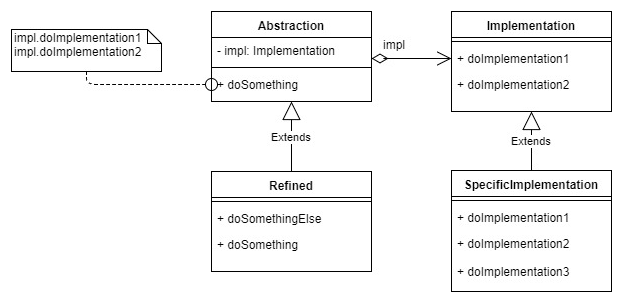 impl.doImplementation1
impl.doImplementation2
Abstraction
- impl: Implementation
+ doSomething
impl
Implementation
+ doImplementation1
+ doImplementation2
Extends
Extends
Refined
+ doSomethingElse
+ doSomething
SpecificImplementation
+ doImplementation1
+ doImplementation2
+ doImplementation3